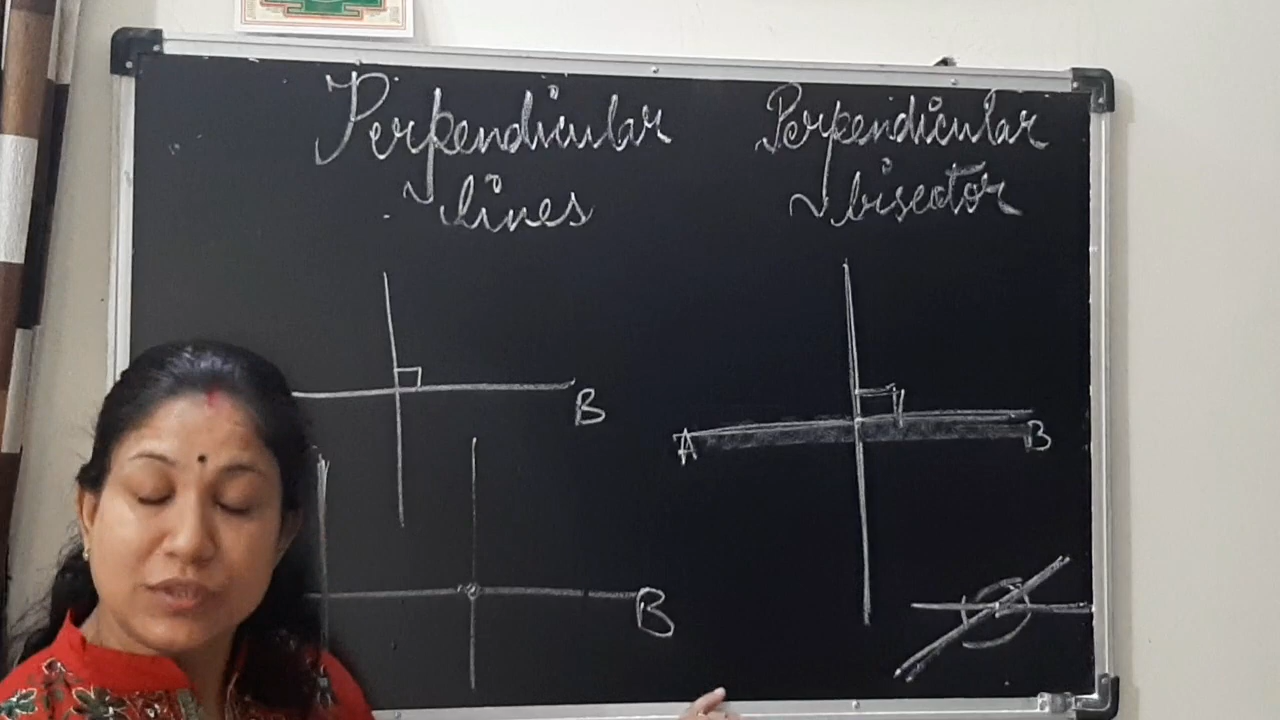 Perpendicular
lines
Perpendicular
bisector
B
A
B
B